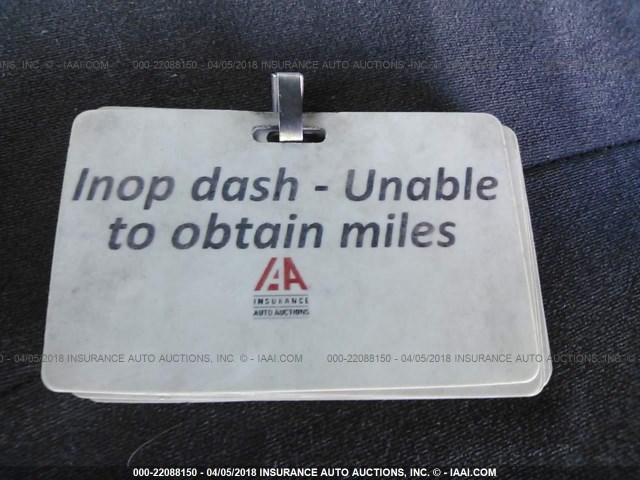 000-22088150 - 04/05/2018 INSURANCE AUTO AUCTIONS, INC. © - IAAI.COM
Inop dash - Unable
to obtain miles
IAA
INSURANCE
AUTO AUCTIONS
04/05/2018 INSURANCE AUTO AUCTIONS, INC. © - IAAI.COM
000-22088150 - 04/05/2018 INSURANCE AUTO AUCTIONS, INC
000-22088150 - 04/05/2018 INSURANCE AUTO AUCTIONS, INC. © - IAAI.COM